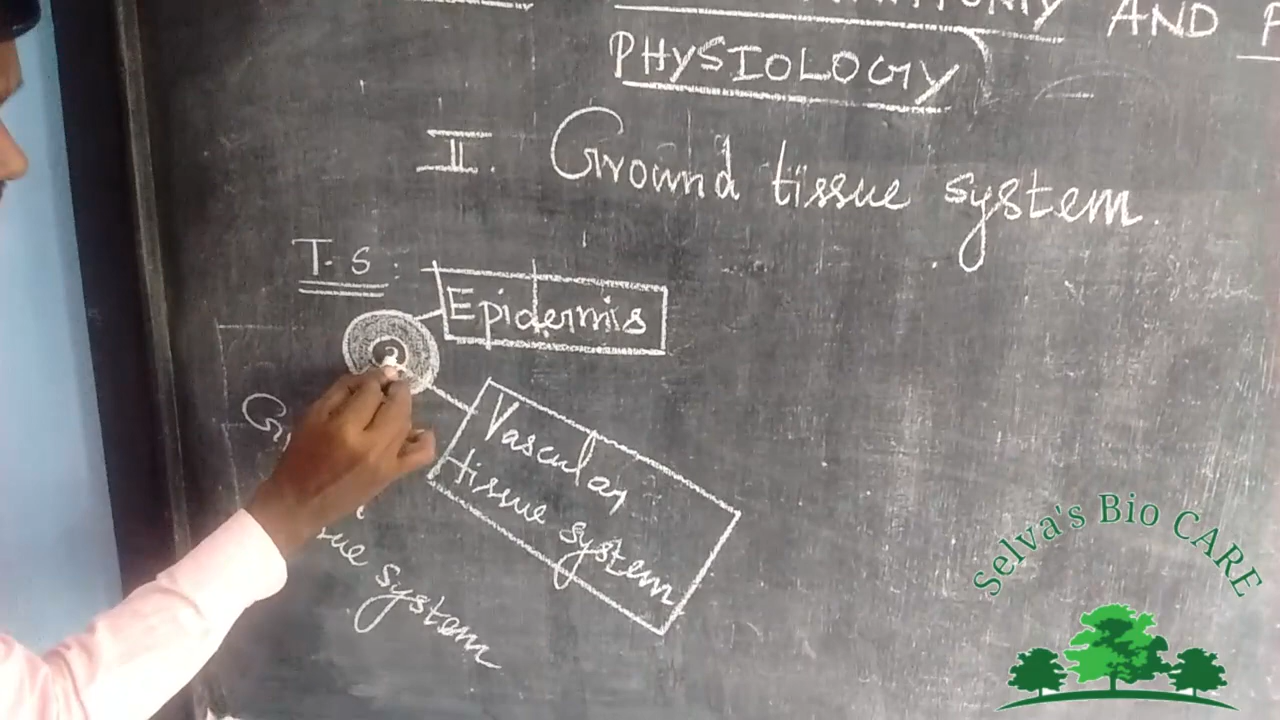 AND
PHYSIOLOGY
II. Ground tissue system.
T.S:
Epidermis
Vascular
tissue system
system
Selva's Bio CARE